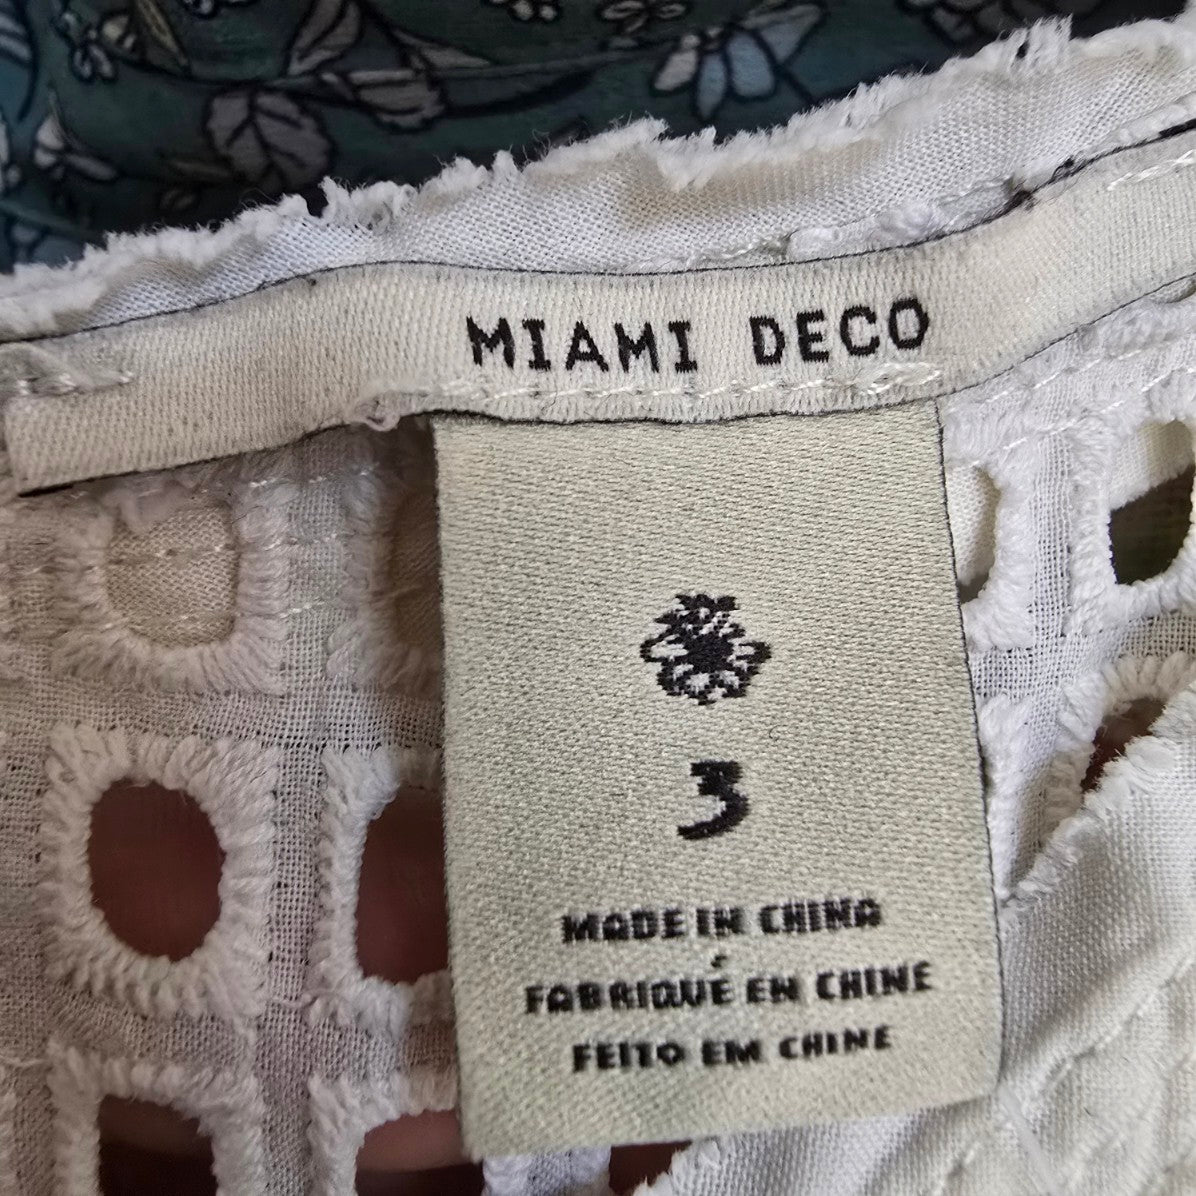 MIAMI DECO
3
MADE IN CHINA
FABRIQUÉ EN CHINE
FEITO EM CHINE